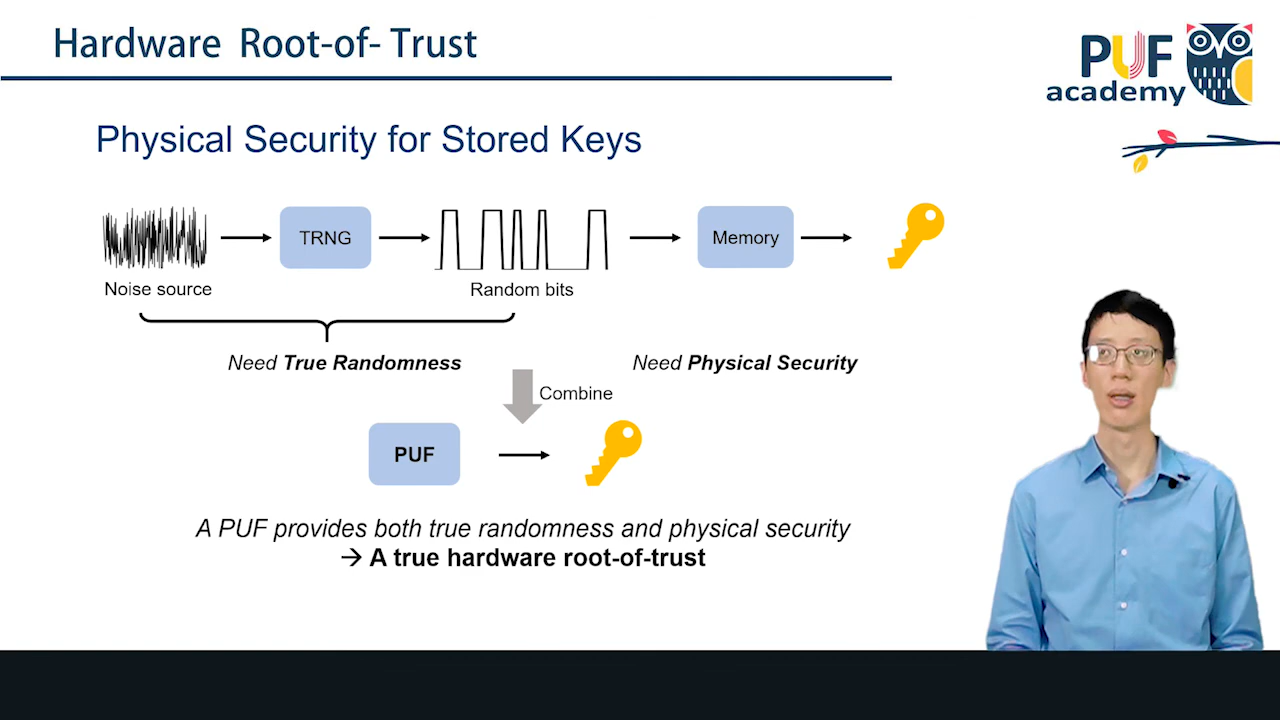 Hardware Root-of- Trust
PUF
academy
Physical Security for Stored Keys
TRNG
Memory
Noise source
Random bits
Need True Randomness
Need Physical Security
Combine
PUF
A PUF provides both true randomness and physical security
→ A true hardware root-of-trust